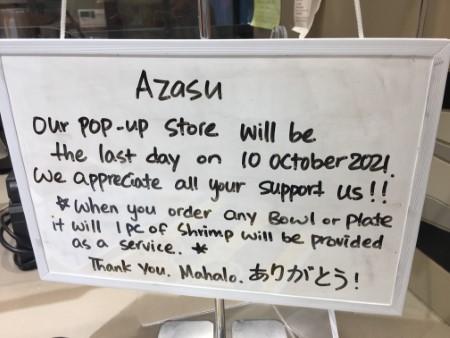 Azasu
Our POP-up store will be
the last day on 10 October 2021.
We appreciate all your support us!!
*When you order any Bowl or plate
it will 1pc of shrimp will be provided
as a service. *
Thank you. Mahalo. ありがとう!